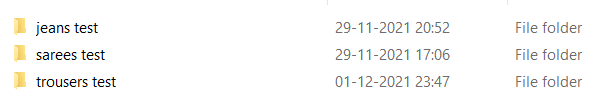 jeans test 29-11-2021 20:52 File folder
sarees test 29-11-2021 17:06 File folder
trousers test 01-12-2021 23:47 File folder